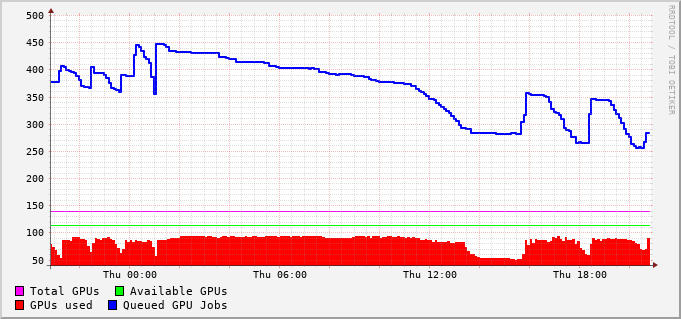 500
450
400
350
300
250
200
150
100
50
Thu 00:00 Thu 06:00 Thu 12:00 Thu 18:00
Total GPUs Available GPUs
GPUs used Queued GPU Jobs
RRDTOOL / TOBI OETIKER